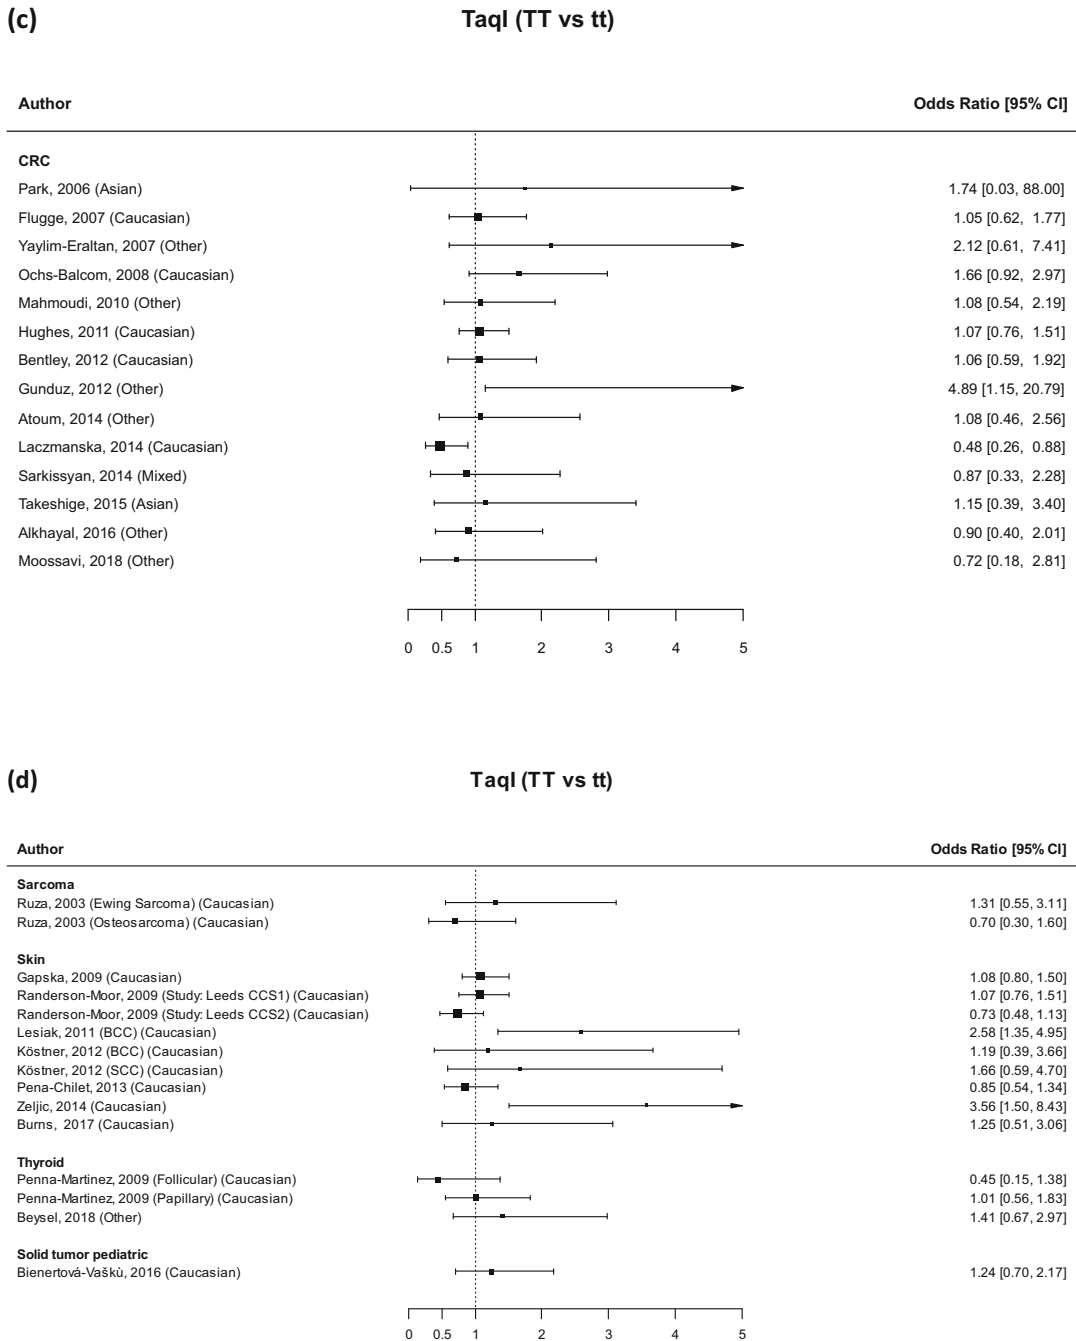 (c)
TaqI (TT vs tt)
Author Odds Ratio [95% CI]
CRC
Park, 2006 (Asian) 1.74 [0.03, 88.00]
Flugge, 2007 (Caucasian) 1.05 [0.62, 1.77]
Yaylim-Eraltan, 2007 (Other) 2.12 [0.61, 7.41]
Ochs-Balcom, 2008 (Caucasian) 1.66 [0.92, 2.97]
Mahmoudi, 2010 (Other) 1.08 [0.54, 2.19]
Hughes, 2011 (Caucasian) 1.07 [0.76, 1.51]
Bentley, 2012 (Caucasian) 1.06 [0.59, 1.92]
Gunduz, 2012 (Other) 4.89 [1.15, 20.79]
Atoum, 2014 (Other) 1.08 [0.46, 2.56]
Laczmanska, 2014 (Caucasian) 0.48 [0.26, 0.88]
Sarkissyan, 2014 (Mixed) 0.87 [0.33, 2.28]
Takeshige, 2015 (Asian) 1.15 [0.39, 3.40]
Alkhayal, 2016 (Other) 0.90 [0.40, 2.01]
Moossavi, 2018 (Other) 0.72 [0.18, 2.81]
0 0.5 1 2 3 4 5
(d)
TaqI (TT vs tt)
Author Odds Ratio [95% CI]
Sarcoma
Ruza, 2003 (Ewing Sarcoma) (Caucasian) 1.31 [0.55, 3.11]
Ruza, 2003 (Osteosarcoma) (Caucasian) 0.70 [0.30, 1.60]
Skin
Gapska, 2009 (Caucasian) 1.08 [0.80, 1.50]
Randerson-Moor, 2009 (Study: Leeds CCS1) (Caucasian) 1.07 [0.76, 1.51]
Randerson-Moor, 2009 (Study: Leeds CCS2) (Caucasian) 0.73 [0.48, 1.13]
Lesiak, 2011 (BCC) (Caucasian) 2.58 [1.35, 4.95]
Köstner, 2012 (BCC) (Caucasian) 1.19 [0.39, 3.66]
Köstner, 2012 (SCC) (Caucasian) 1.66 [0.59, 4.70]
Pena-Chilet, 2013 (Caucasian) 0.85 [0.54, 1.34]
Zeljic, 2014 (Caucasian) 3.56 [1.50, 8.43]
Burns, 2017 (Caucasian) 1.25 [0.51, 3.06]
Thyroid
Penna-Martinez, 2009 (Follicular) (Caucasian) 0.45 [0.15, 1.38]
Penna-Martinez, 2009 (Papillary) (Caucasian) 1.01 [0.56, 1.83]
Beysel, 2018 (Other) 1.41 [0.67, 2.97]
Solid tumor pediatric
Bienertová-Vaškù, 2016 (Caucasian) 1.24 [0.70, 2.17]
0 0.5 1 2 3 4 5